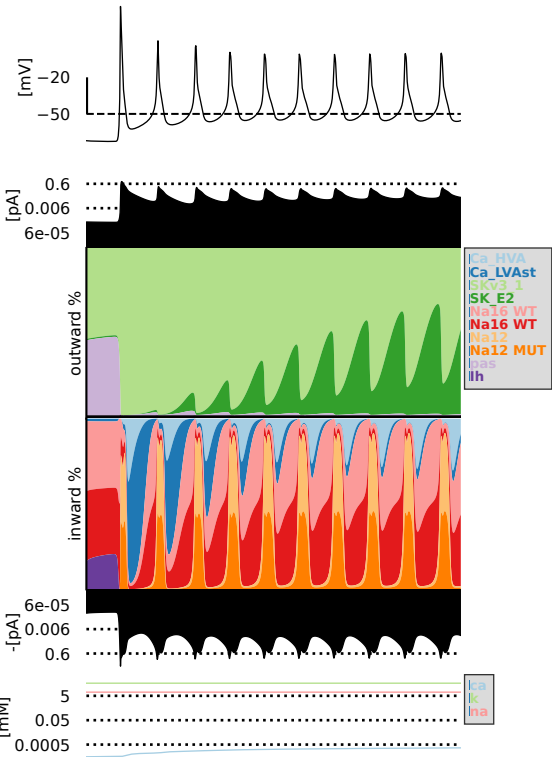 [mV]
−20
−50
[pA]
0.6
0.006
6e-05
outward %
Ca_HVA
Ca_LVAst
SKv3_1
SK_E2
Na16 WT
Na16 WT
Na12
Na12 MUT
pas
Ih
inward %
-[pA]
6e-05
0.006
0.6
[mM]
5
0.05
0.0005
ca
k
na